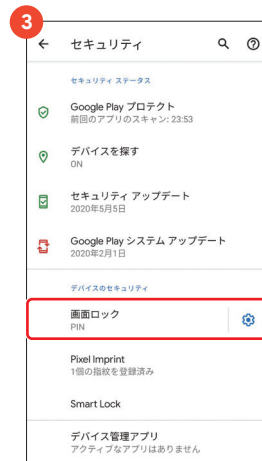 3
セキュリティ
セキュリティ ステータス
Google Play プロテクト
前回のアプリのスキャン: 23:53
デバイスを探す
ON
セキュリティ アップデート
2020年5月5日
Google Play システム アップデート
2020年2月1日
デバイスのセキュリティ
画面ロック
PIN
Pixel Imprint
1個の指紋を登録済み
Smart Lock
デバイス管理アプリ
アクティブなアプリはありません